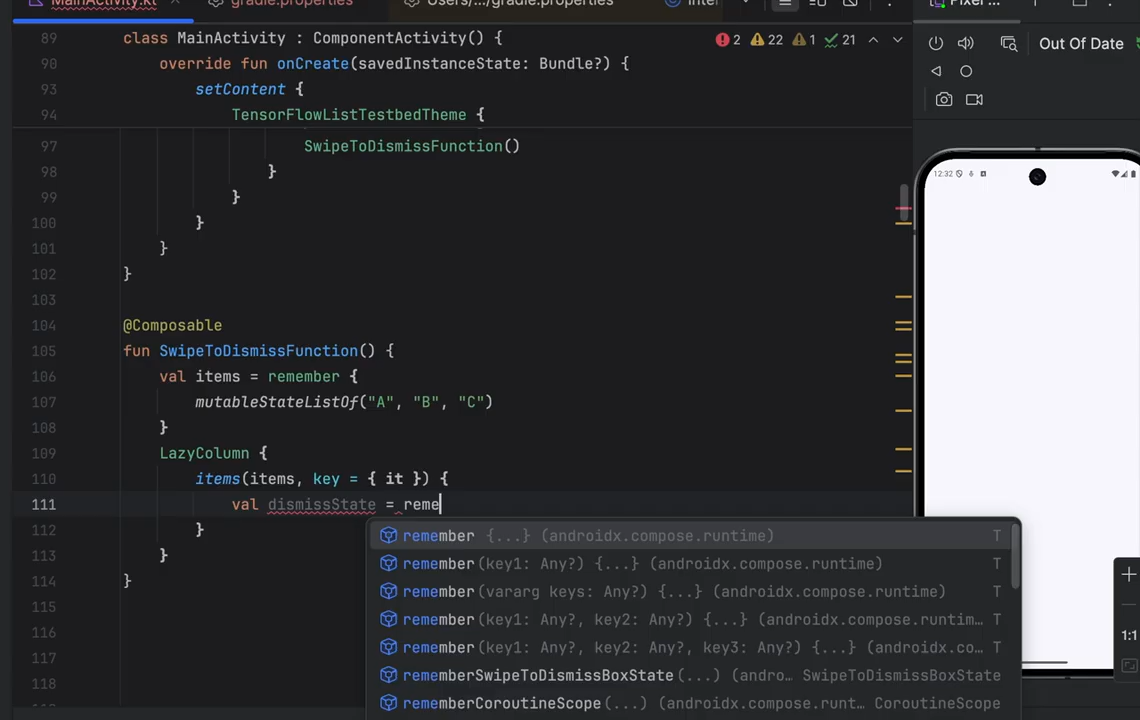 MainActivity.kt gradle.properties Users/.../gradle.properties Inter Pixel ...
89 class MainActivity : ComponentActivity() { 2 22 1 21
Out Of Date
90 override fun onCreate(savedInstanceState: Bundle?) {
93 setContent {
94 TensorFlowListTestbedTheme {
97 SwipeToDismissFunction()
98 }
99 }
100 }
101 }
102 }
103
104 @Composable
105 fun SwipeToDismissFunction() {
106 val items = remember {
107 mutableStateListOf("A", "B", "C")
108 }
109 LazyColumn {
110 items(items, key = { it }) {
111 val dismissState = reme
112 }
113 }
114 }
115
116
117
118
remember {...} (androidx.compose.runtime) T
remember(key1: Any?) {...} (androidx.compose.runtime) T
remember(vararg keys: Any?) {...} (androidx.compose.runtime) T
remember(key1: Any?, key2: Any?) {...} (androidx.compose.runtim... T
remember(key1: Any?, key2: Any?, key3: Any?) {...} (androidx.co... T
rememberSwipeToDismissBoxState(...) (andro... SwipeToDismissBoxState
rememberCoroutineScope(...) (androidx.compose.runt... CoroutineScope
12:32
1:1